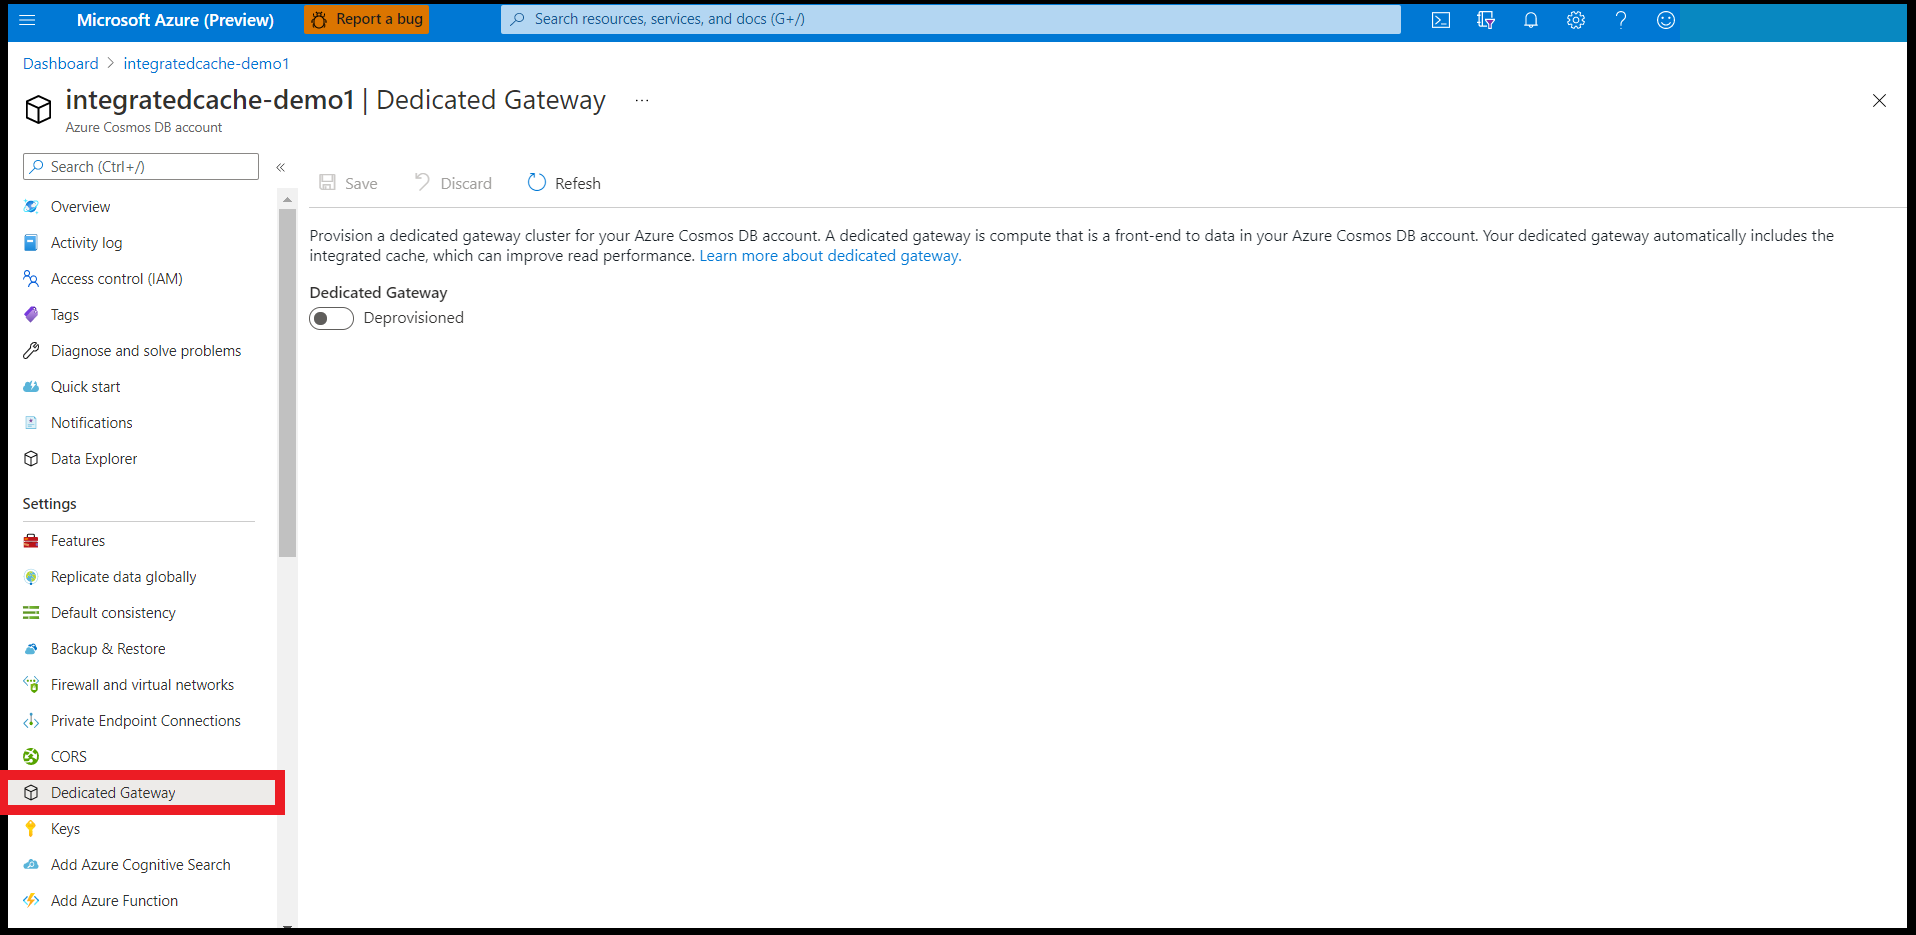 Microsoft Azure (Preview)
Report a bug
Search resources, services, and docs (G+/)
Dashboard > integratedcache-demo1
integratedcache-demo1 | Dedicated Gateway ...
Azure Cosmos DB account
Search (Ctrl+/)
«
Save
Discard
Refesh
Overview
Activity log
Access control (IAM)
Tags
Diagnose and solve problems
Quick start
Notifications
Data Explorer
Settings
Features
Replicate data globally
Default consistency
Backup & Restore
Firewall and virtual networks
Private Endpoint Connections
CORS
Dedicated Gateway
Keys
Add Azure Cognitive Search
Add Azure Function
Provision a dedicated gateway cluster for your Azure Cosmos DB account. A dedicated gateway is compute that is a front-end to data in your Azure Cosmos DB account. Your dedicated gateway automatically includes the
integrated cache, which can improve read performance. Learn more about dedicated gateway.
Dedicated Gateway
Deprovisioned